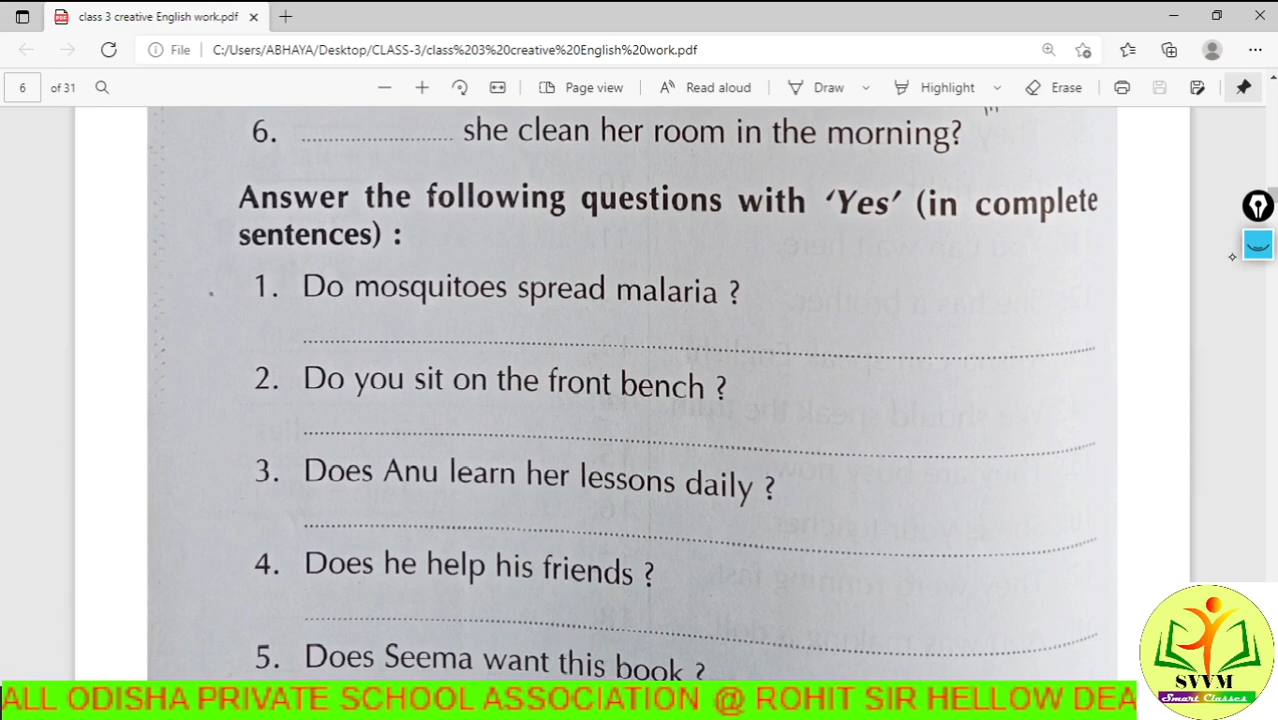 class 3 creative English work.pdf
File C:/Users/ABHAYA/Desktop/CLASS-3/class%203%20creative%20English%20work.pdf
6 of 31 Page view Read aloud Draw Highlight Erase
6. ........................... she clean her room in the morning?
Answer the following questions with 'Yes' (in complete
sentences) :
1. Do mosquitoes spread malaria ?
2. Do you sit on the front bench ?
3. Does Anu learn her lessons daily ?
4. Does he help his friends ?
5. Does Seema want this book ?
SVVM
Smart Classes
ALL ODISHA PRIVATE SCHOOL ASSOCIATION @ ROHIT SIR HELLOW DEA